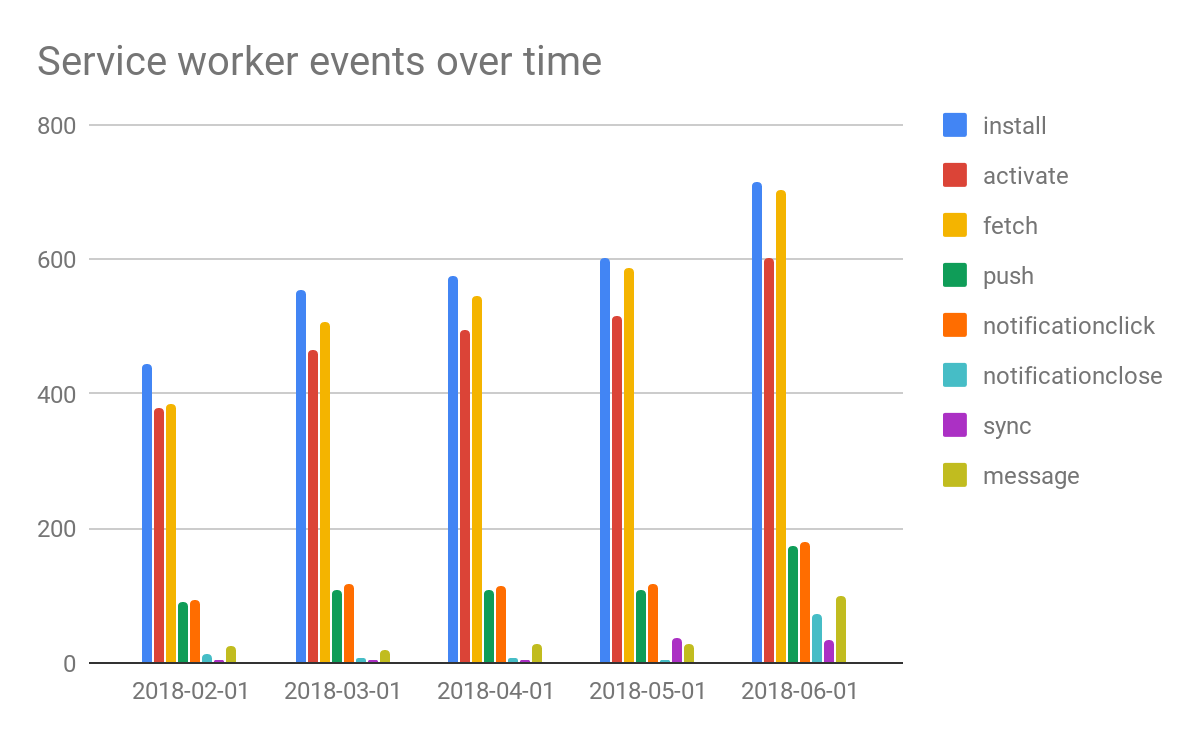 Service worker events over time
800
600
400
200
0
2018-02-01
2018-03-01
2018-04-01
2018-05-01
2018-06-01
install
activate
fetch
push
notificationclick
notificationclose
sync
message